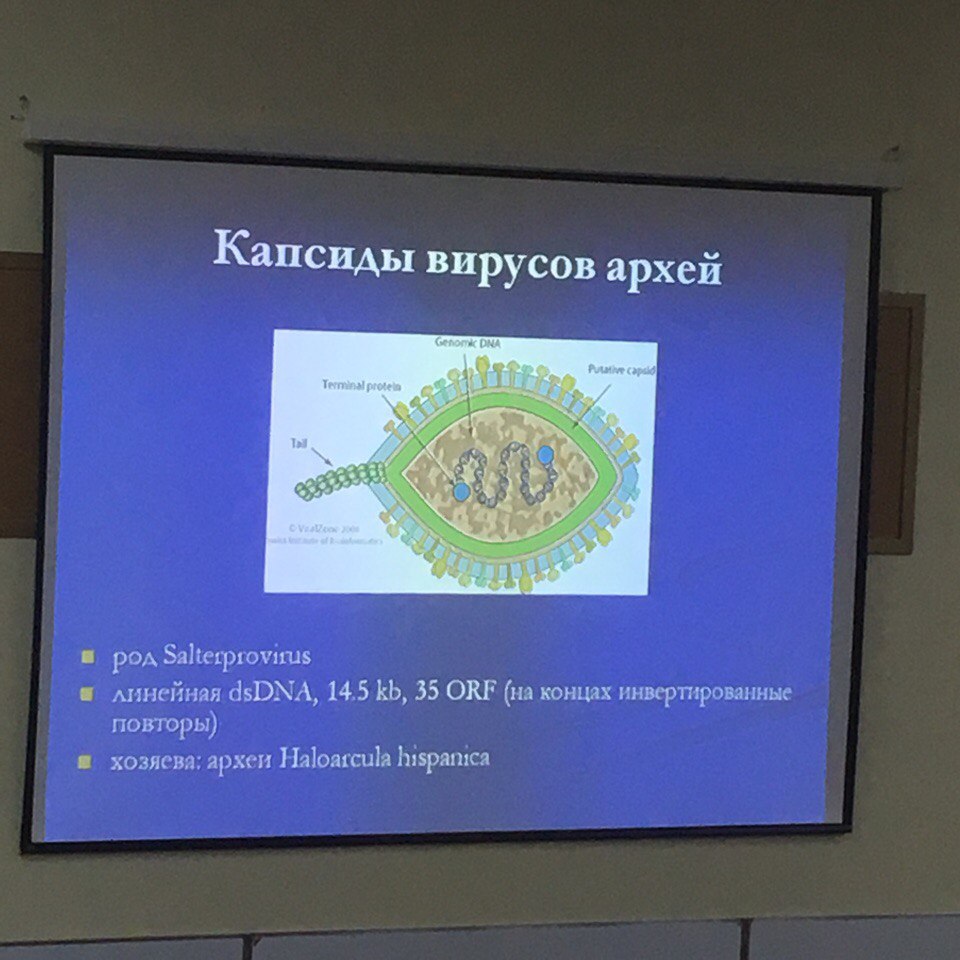 Капсиды вирусов архей
Genomic DNA
Putative capsid
Terminal protein
Tail
© ViralZone 2008
Swiss Institute of Bioinformatics
род Salterprovirus
линейная dsDNA, 14.5 kb, 35 ORF (на концах инвертированные
повторы)
хозяева: археи Haloarcula hispanica